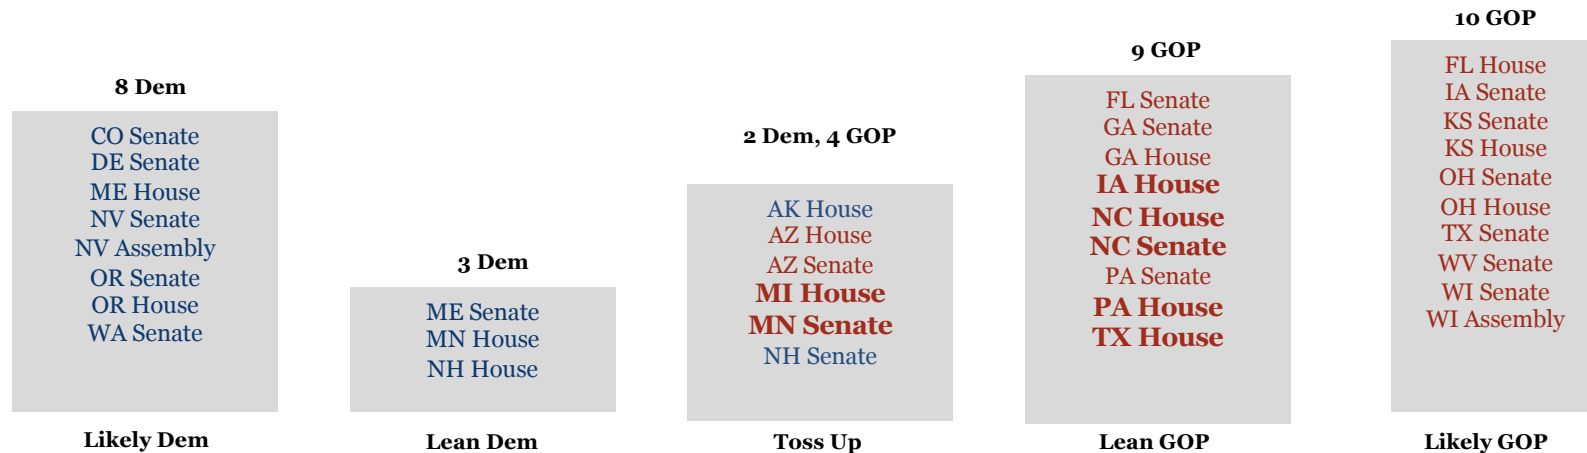 8 Dem
CO Senate
DE Senate
ME House
NV Senate
NV Assembly
OR Senate
OR House
WA Senate
Likely Dem
3 Dem
ME Senate
MN House
NH House
Lean Dem
2 Dem, 4 GOP
AK House
AZ House
AZ Senate
MI House
MN Senate
NH Senate
Toss Up
9 GOP
FL Senate
GA Senate
GA House
IA House
NC House
NC Senate
PA Senate
PA House
TX House
Lean GOP
10 GOP
FL House
IA Senate
KS Senate
KS House
OH Senate
OH House
TX Senate
WV Senate
WI Senate
WI Assembly
Likely GOP